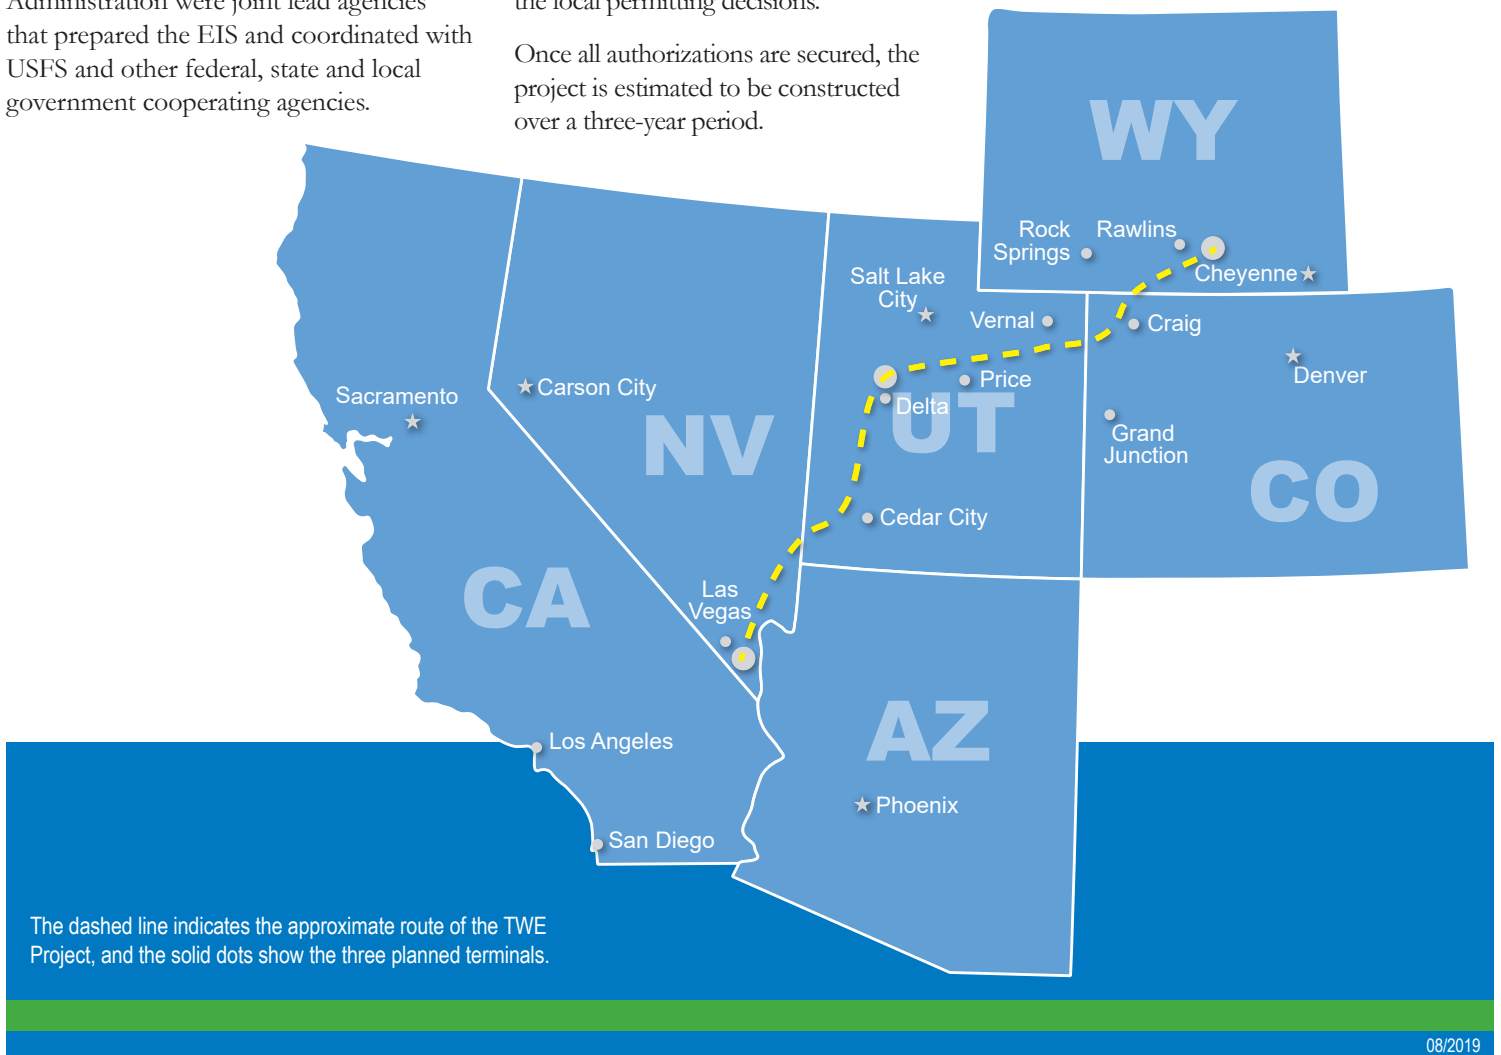 Administration were joint lead agencies
that prepared the EIS and coordinated with
USFS and other federal, state and local
government cooperating agencies.
the local permitting decisions.
Once all authorizations are secured, the
project is estimated to be constructed
over a three-year period.
WY
Rock
Springs
Rawlins
Cheyenne
Salt Lake
City
Vernal
Craig
Denver
Price
Delta
UT
Grand
Junction
CO
Cedar City
Sacramento
Carson City
NV
CA
Las
Vegas
AZ
Los Angeles
Phoenix
San Diego
The dashed line indicates the approximate route of the TWE
Project, and the solid dots show the three planned terminals.
08/2019